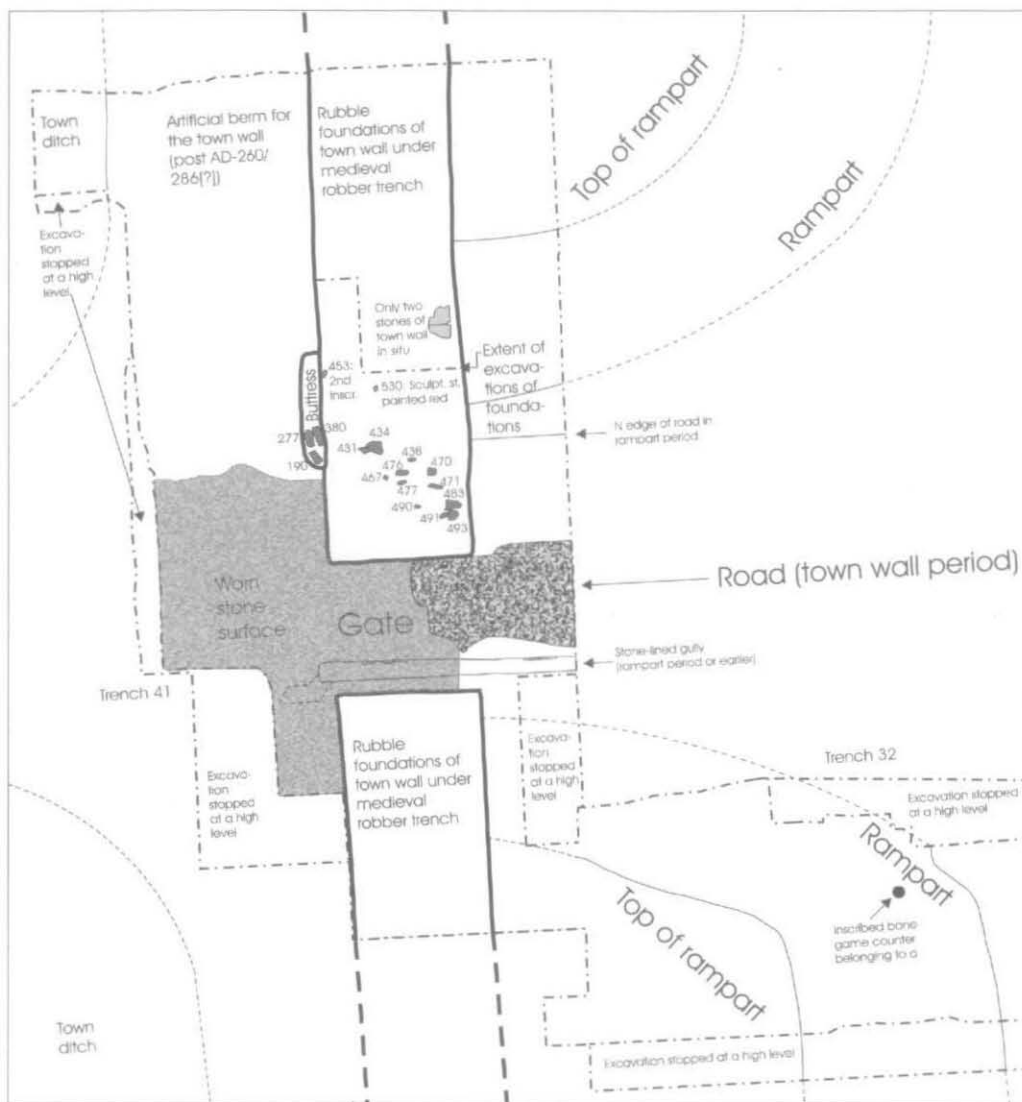 Town
ditch
Artificial berm for
the town wall
(post AD-260/
286[?])
Rubble
foundations of
town wall under
medieval
robber trench
Top of rampart
Rampart
Excava-
tion
stopped
at a high
level
Only two
stones of
town wall
in situ
Extent of
excava-
tions of
founda-
tions
453:
2nd
Inscr.
530: Sculpt. st.
painted red
Buttress
N edge of road in
rampart period
277
380
190
434
431
436
476
470
467
477
471
483
490
491
493
Worn
stone
surface
Gate
Road (town wall period)
Stone-lined gully
(rampart period or earlier)
Trench 41
Excava-
tion
stopped
at a high
level
Rubble
foundations of
town wall under
medieval
robber trench
Excava-
tion
stopped
at a high
level
Trench 32
Excavation stopped
at a high level
Rampart
Top of rampart
Inscribed bone
game counter
belonging to a
Town
ditch
Excavation stopped at a high level